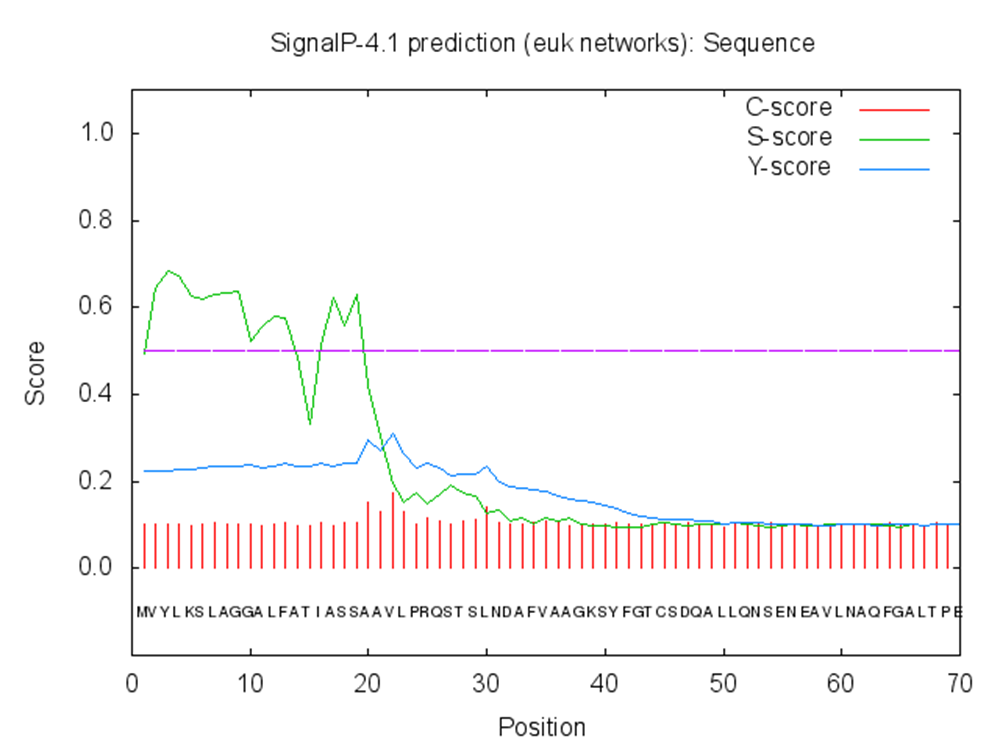 SignalP-4.1 prediction (euk networks): Sequence
C-score
S-score
Y-score
1.0
0.8
0.6
0.4
0.2
0.0
Score
MVYLKSLAGGALFATIASSAAVLPRQSTSLNDAFVAAGKSYFGTCSDQALLQNSENEAVLNAQFGALTPE
0 10 20 30 40 50 60 70
Position